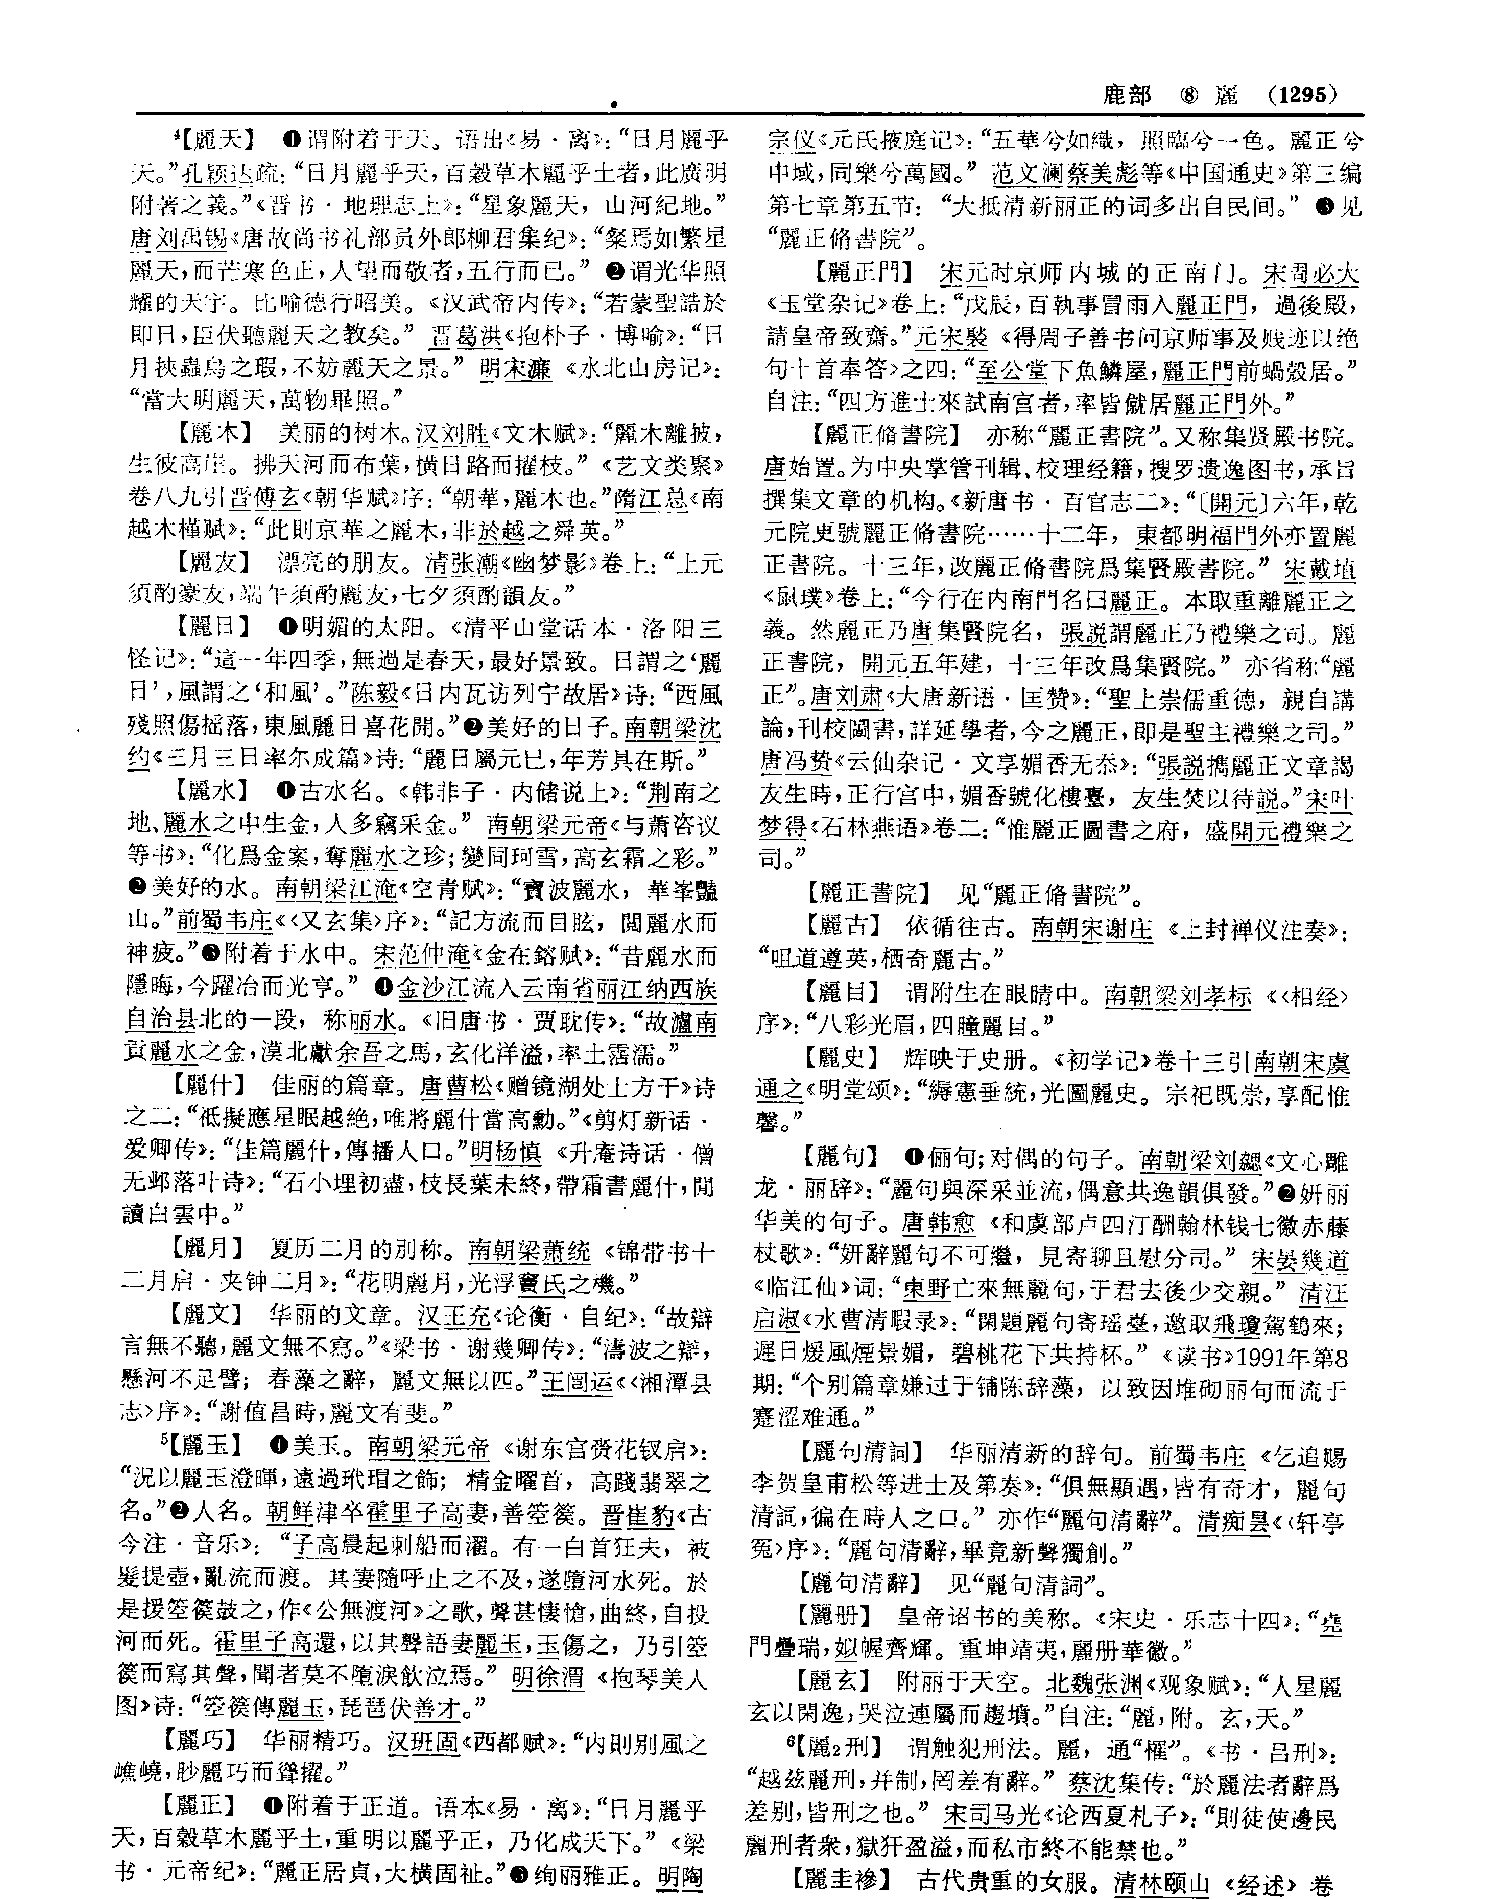 鹿部　⑧　麗　（1295）
⁴【麗天】　❶谓附着于天。语出《易·离》：“日月麗乎
天。”孔颖达疏：“日月麗乎天，百穀草木麗乎土者，此廣明
附著之義。”《晋书·地理志上》：“星象麗天，山河紀地。”
唐刘禹锡《唐故尚书礼部员外郎柳君集纪》：“粲焉如繁星
麗天，而芒寒色正，人望而敬者，五行而已。”❷谓光华照
耀的天宇。比喻德行昭美。《汉武帝内传》：“若蒙聖誥於
即日，臣伏聽麗天之教矣。”晋葛洪《抱朴子·博喻》：“日
月挾蟲鳥之瑕，不妨麗天之景。”明宋濂《水北山房记》：
“當大明麗天，萬物畢照。”
【麗木】　美丽的树木。汉刘胜《文木赋》：“麗木離披，
生彼高崖。拂天河而布葉，横日路而擢枝。”《艺文类聚》
卷八九引晋傅玄《朝华赋》序：“朝華，麗木也。”隋江总《南
越木槿赋》：“此則京華之麗木，非於越之舜英。”
【麗友】　漂亮的朋友。清张潮《幽梦影》卷上：“上元
須酌豪友，端午須酌麗友，七夕須酌韻友。”
【麗日】　❶明媚的太阳。《清平山堂话本·洛阳三
怪记》：“這一年四季，無過是春天，最好景致。日謂之‘麗
日’，風謂之‘和風’。”陈毅《日内瓦访列宁故居》诗：“西風
殘照傷摇落，東風麗日喜花開。”❷美好的日子。南朝梁沈
约《三月三日率尔成篇》诗：“麗日屬元巳，年芳具在斯。”
【麗水】　❶古水名。《韩非子·内储说上》：“荆南之
地、麗水之中生金，人多竊采金。”南朝梁元帝《与萧咨议
等书》：“化爲金案，奪麗水之珍；變同珂雪，高玄霜之彩。”
❷美好的水。南朝梁江淹《空青赋》：“寶波麗水，華峯豔
山。”前蜀韦庄《〈又玄集〉序》：“記方流而目眩，閲麗水而
神疲。”❸附着于水中。宋范仲淹《金在鎔赋》：“昔麗水而
隱晦，今躍冶而光亨。”❹金沙江流入云南省丽江纳西族
自治县北的一段，称丽水。《旧唐书·贾耽传》：“故瀘南
貢麗水之金，漠北獻余吾之馬，玄化洋溢，率土霑濡。”
【麗什】　佳丽的篇章。唐曹松《赠镜湖处士方干》诗
之二：“祗擬應星眠越絶，唯將麗什當高勳。”《剪灯新话·
爱卿传》：“佳篇麗什，傳播人口。”明杨慎《升庵诗话·僧
无邺落叶诗》：“石小埋初盡，枝長葉未終，帶霜書麗什，閒
讀白雲中。”
【麗月】　夏历二月的别称。南朝梁萧统《锦带书十
二月启·夹钟二月》：“花明麗月，光浮竇氏之機。”
【麗文】　华丽的文章。汉王充《论衡·自纪》：“故辯
言無不聽，麗文無不寫。”《梁书·谢幾卿传》：“濤波之辯，
懸河不足譬；春藻之辭，麗文無以匹。”王闿运《〈湘潭县
志〉序》：“謝值昌時，麗文有斐。”
⁵【麗玉】　❶美玉。南朝梁元帝《谢东宫赉花钗启》：
“況以麗玉澄暉，遠過玳瑁之飾；精金曜首，高踐翡翠之
名。”❷人名。朝鲜津卒霍里子高妻，善箜篌。晋崔豹《古
今注·音乐》：“子高晨起刺船而濯。有一白首狂夫，被
髮提壺，亂流而渡。其妻隨呼止之不及，遂墮河水死。於
是援箜篌鼓之，作《公無渡河》之歌，聲甚悽愴，曲終，自投
河而死。霍里子高還，以其聲語妻麗玉，玉傷之，乃引箜
篌而寫其聲，聞者莫不墮淚飲泣焉。”明徐渭《抱琴美人
图》诗：“箜篌傳麗玉，琵琶伏善才。”
【麗巧】　华丽精巧。汉班固《西都赋》：“内則别風之
嶕嶢，眇麗巧而聳擢。”
【麗正】　❶附着于正道。语本《易·离》：“日月麗乎
天，百穀草木麗乎土，重明以麗乎正，乃化成天下。”《梁
书·元帝纪》：“麗正居貞，大横固祉。”❷绚丽雅正。明陶
宗仪《元氏掖庭记》：“五華兮如織，照臨兮一色。麗正兮
中域，同樂兮萬國。”范文澜蔡美彪等《中国通史》第三编
第七章第五节：“大抵清新丽正的词多出自民间。”❸见
“麗正脩書院”。
【麗正門】　宋元时京师内城的正南门。宋周必大
《玉堂杂记》卷上：“戊辰，百執事冒雨入麗正門，過後殿，
請皇帝致齋。”元宋褧《得周子善书问京师事及贱迹以绝
句十首奉答》之四：“至公堂下魚鱗屋，麗正門前蝸殼居。”
自注：“四方進士來試南宫者，率皆僦居麗正門外。”
【麗正脩書院】　亦称“麗正書院”。又称集贤殿书院。
唐始置。为中央掌管刊辑、校理经籍，搜罗遗逸图书，承旨
撰集文章的机构。《新唐书·百官志二》：“〔開元〕六年，乾
元院更號麗正脩書院……十二年，東都明福門外亦置麗
正書院。十三年，改麗正脩書院爲集賢殿書院。”宋戴埴
《鼠璞》卷上：“今行在内南門名曰麗正。本取重離麗正之
義。然麗正乃唐集賢院名，張説謂麗正乃禮樂之司。麗
正書院，開元五年建，十三年改爲集賢院。”亦省称“麗
正”。唐刘肃《大唐新语·匡赞》：“聖上崇儒重德，親自講
論，刊校圖書，詳延學者，今之麗正，即是聖主禮樂之司。”
唐冯贽《云仙杂记·文享媚香无忝》：“張説携麗正文章謁
友生時，正行宫中，媚香號化樓臺，友生焚以待説。”宋叶
梦得《石林燕语》卷二：“惟麗正圖書之府，盛開元禮樂之
司。”
【麗正書院】　见“麗正脩書院”。
【麗古】　依循往古。南朝宋谢庄《上封禅仪注奏》：
“咀道遵英，栖奇麗古。”
【麗目】　谓附生在眼睛中。南朝梁刘孝标《〈相经〉
序》：“八彩光眉，四瞳麗目。”
【麗史】　辉映于史册。《初学记》卷十三引南朝宋虞
通之《明堂颂》：“縟憲垂統，光圖麗史。宗祀既崇，享配惟
馨。”
【麗句】　❶俪句；对偶的句子。南朝梁刘勰《文心雕
龙·丽辞》：“麗句與深采並流，偶意共逸韻俱發。”❷妍丽
华美的句子。唐韩愈《和虞部卢四汀酬翰林钱七徽赤藤
杖歌》：“妍辭麗句不可繼，見寄聊且慰分司。”宋晏幾道
《临江仙》词：“東野亡來無麗句，于君去後少交親。”清汪
启淑《水曹清暇录》：“閑題麗句寄瑶臺，邀取飛瓊駕鶴來；
遲日煖風煙景媚，碧桃花下共持杯。”《读书》1991年第8
期：“个别篇章嫌过于铺陈辞藻，以致因堆砌丽句而流于
蹇涩难通。”
【麗句清詞】　华丽清新的辞句。前蜀韦庄《乞追赐
李贺皇甫松等进士及第奏》：“俱無顯遇，皆有奇才，麗句
清詞，徧在時人之口。”亦作“麗句清辭”。清痴昙《〈轩亭
冤〉序》：“麗句清辭，畢竟新聲獨創。”
【麗句清辭】　见“麗句清詞”。
【麗册】　皇帝诏书的美称。《宋史·乐志十四》：“堯
門疊瑞，姒幄齊輝。重坤靖夷，麗册華徽。”
【麗玄】　附丽于天空。北魏张渊《观象赋》：“人星麗
玄以閑逸，哭泣連屬而趨墳。”自注：“麗，附。玄，天。”
⁶【麗₂刑】　谓触犯刑法。麗，通“罹”。《书·吕刑》：
“越兹麗刑，并制，罔差有辭。”蔡沈集传：“於麗法者辭爲
差别，皆刑之也。”宋司马光《论西夏札子》：“則徒使邊民
麗刑者衆，獄犴盈溢，而私市終不能禁也。”
【麗圭襂】　古代贵重的女服。清林颐山《经述》卷